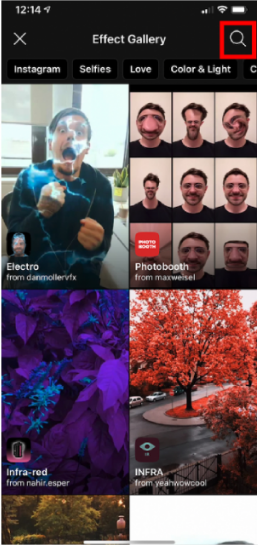 12:14
Effect Gallery
Instagram
Selfies
Love
Color & Light
C
Electro
from danmollervfx
PHOTO
BOOTH
Photobooth
from maxweisel
Infra-red
from nahir.esper
INFRA
from yeahwowcool